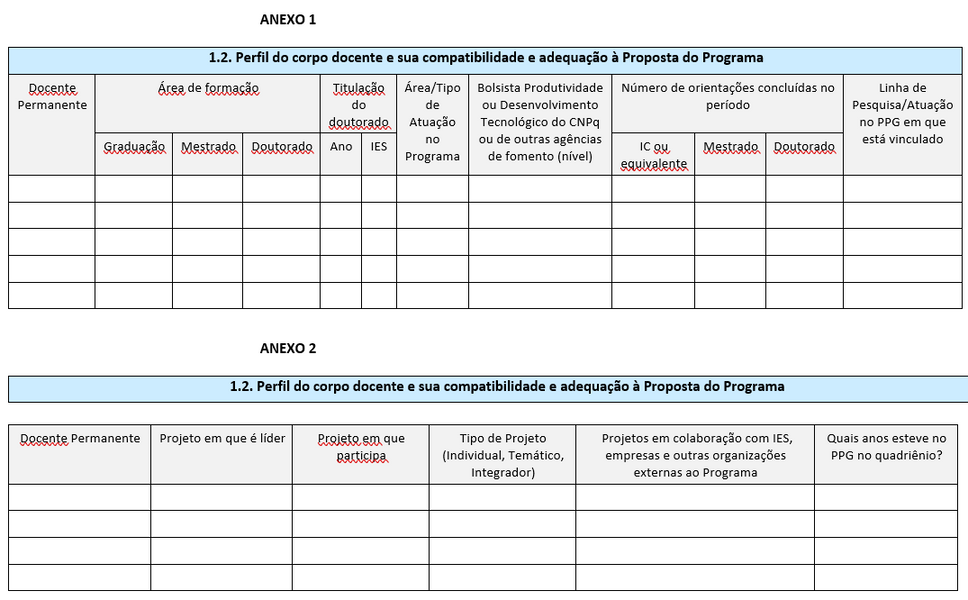 ANEXO 1
1.2. Perfil do corpo docente e sua compatibilidade e adequação à Proposta do Programa
Docente
Permanente
Área de formação
Titulação
do
doutorado
Área/Tipo
de
Atuação
no
Programa
Bolsista Produtividade
ou Desenvolvimento
Tecnológico do CNPq
ou de outras agências
de fomento (nível)
Número de orientações concluídas no
período
Linha de
Pesquisa/Atuação
no PPG em que
está vinculado
Graduação
Mestrado
Doutorado
Ano
IES
IC ou
equivalente
Mestrado
Doutorado
ANEXO 2
1.2. Perfil do corpo docente e sua compatibilidade e adequação à Proposta do Programa
Docente Permanente
Projeto em que é líder
Projeto em que
participa
Tipo de Projeto
(Individual, Temático,
Integrador)
Projetos em colaboração com IES,
empresas e outras organizações
externas ao Programa
Quais anos esteve no
PPG no quadriênio?